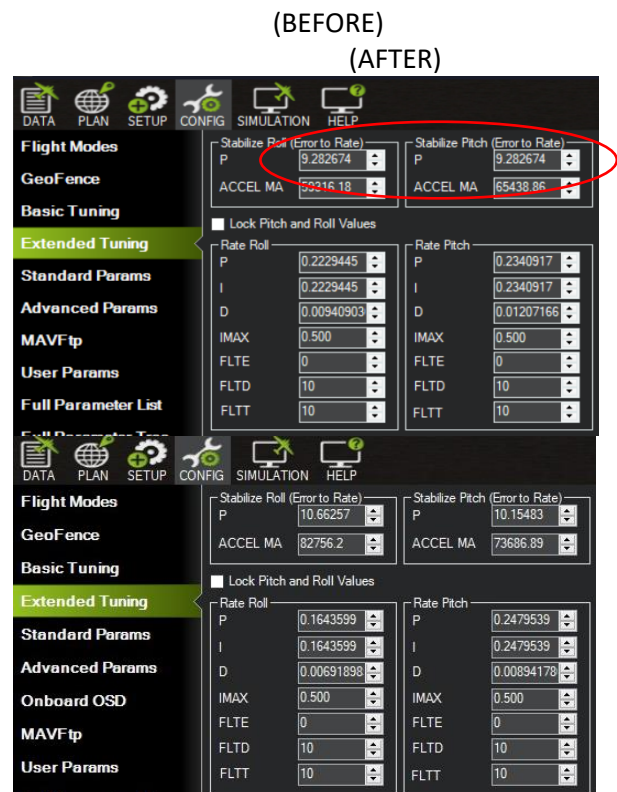 (BEFORE)
(AFTER)
DATA PLAN SETUP CONFIG SIMULATION HELP
Flight Modes
GeoFence
Basic Tuning
Extended Tuning
Standard Params
Advanced Params
MAVFtp
User Params
Full Parameter List
Stabilize Roll (Error to Rate)
P 9.282674
ACCEL MA 59316.18
Stabilize Pitch (Error to Rate)
P 9.282674
ACCEL MA 65438.86
Lock Pitch and Roll Values
Rate Roll
P 0.2229445
I 0.2229445
D 0.00940903
IMAX 0.500
FLTE 0
FLTD 10
FLTT 10
Rate Pitch
P 0.2340917
I 0.2340917
D 0.01207166
IMAX 0.500
FLTE 0
FLTD 10
FLTT 10
DATA PLAN SETUP CONFIG SIMULATION HELP
Flight Modes
GeoFence
Basic Tuning
Extended Tuning
Standard Params
Advanced Params
Onboard OSD
MAVFtp
User Params
Stabilize Roll (Error to Rate)
P 10.66257
ACCEL MA 82756.2
Stabilize Pitch (Error to Rate)
P 10.15483
ACCEL MA 73686.89
Lock Pitch and Roll Values
Rate Roll
P 0.1643599
I 0.1643599
D 0.00691898
IMAX 0.500
FLTE 0
FLTD 10
FLTT 10
Rate Pitch
P 0.2479539
I 0.2479539
D 0.00894178
IMAX 0.500
FLTE 0
FLTD 10
FLTT 10